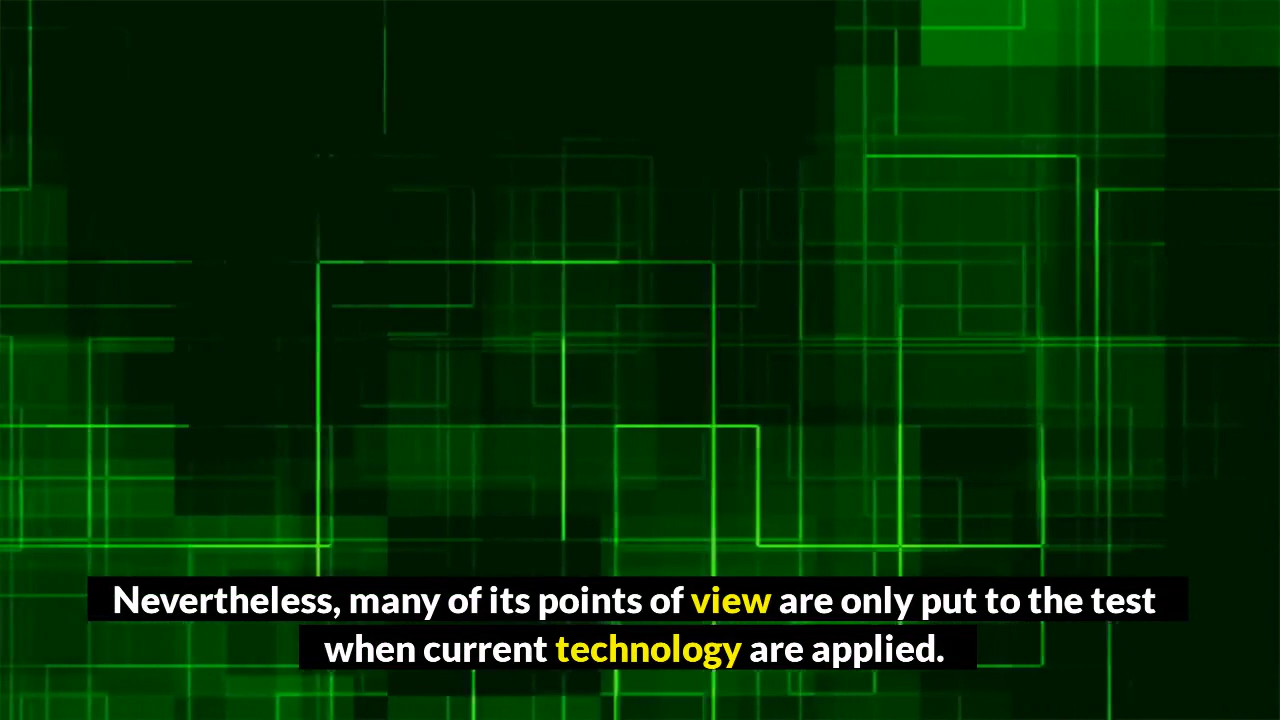 Nevertheless, many of its points of view are only put to the test
when current technology are applied.